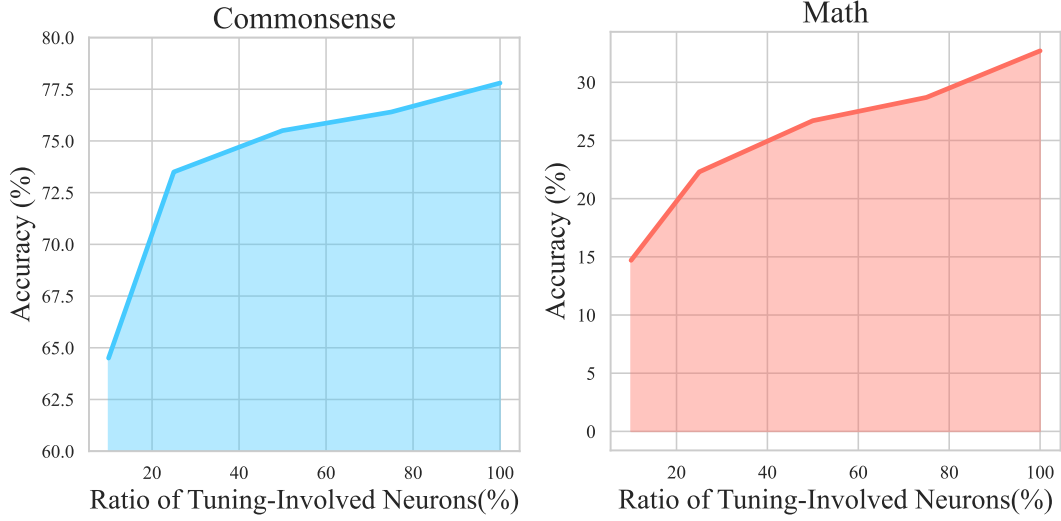 Commonsense
80.0
77.5
75.0
72.5
70.0
67.5
65.0
62.5
60.0
Accuracy (%)
20 40 60 80 100
Ratio of Tuning-Involved Neurons(%)
Math
30
25
20
15
10
5
0
Accuracy (%)
20 40 60 80 100
Ratio of Tuning-Involved Neurons(%)